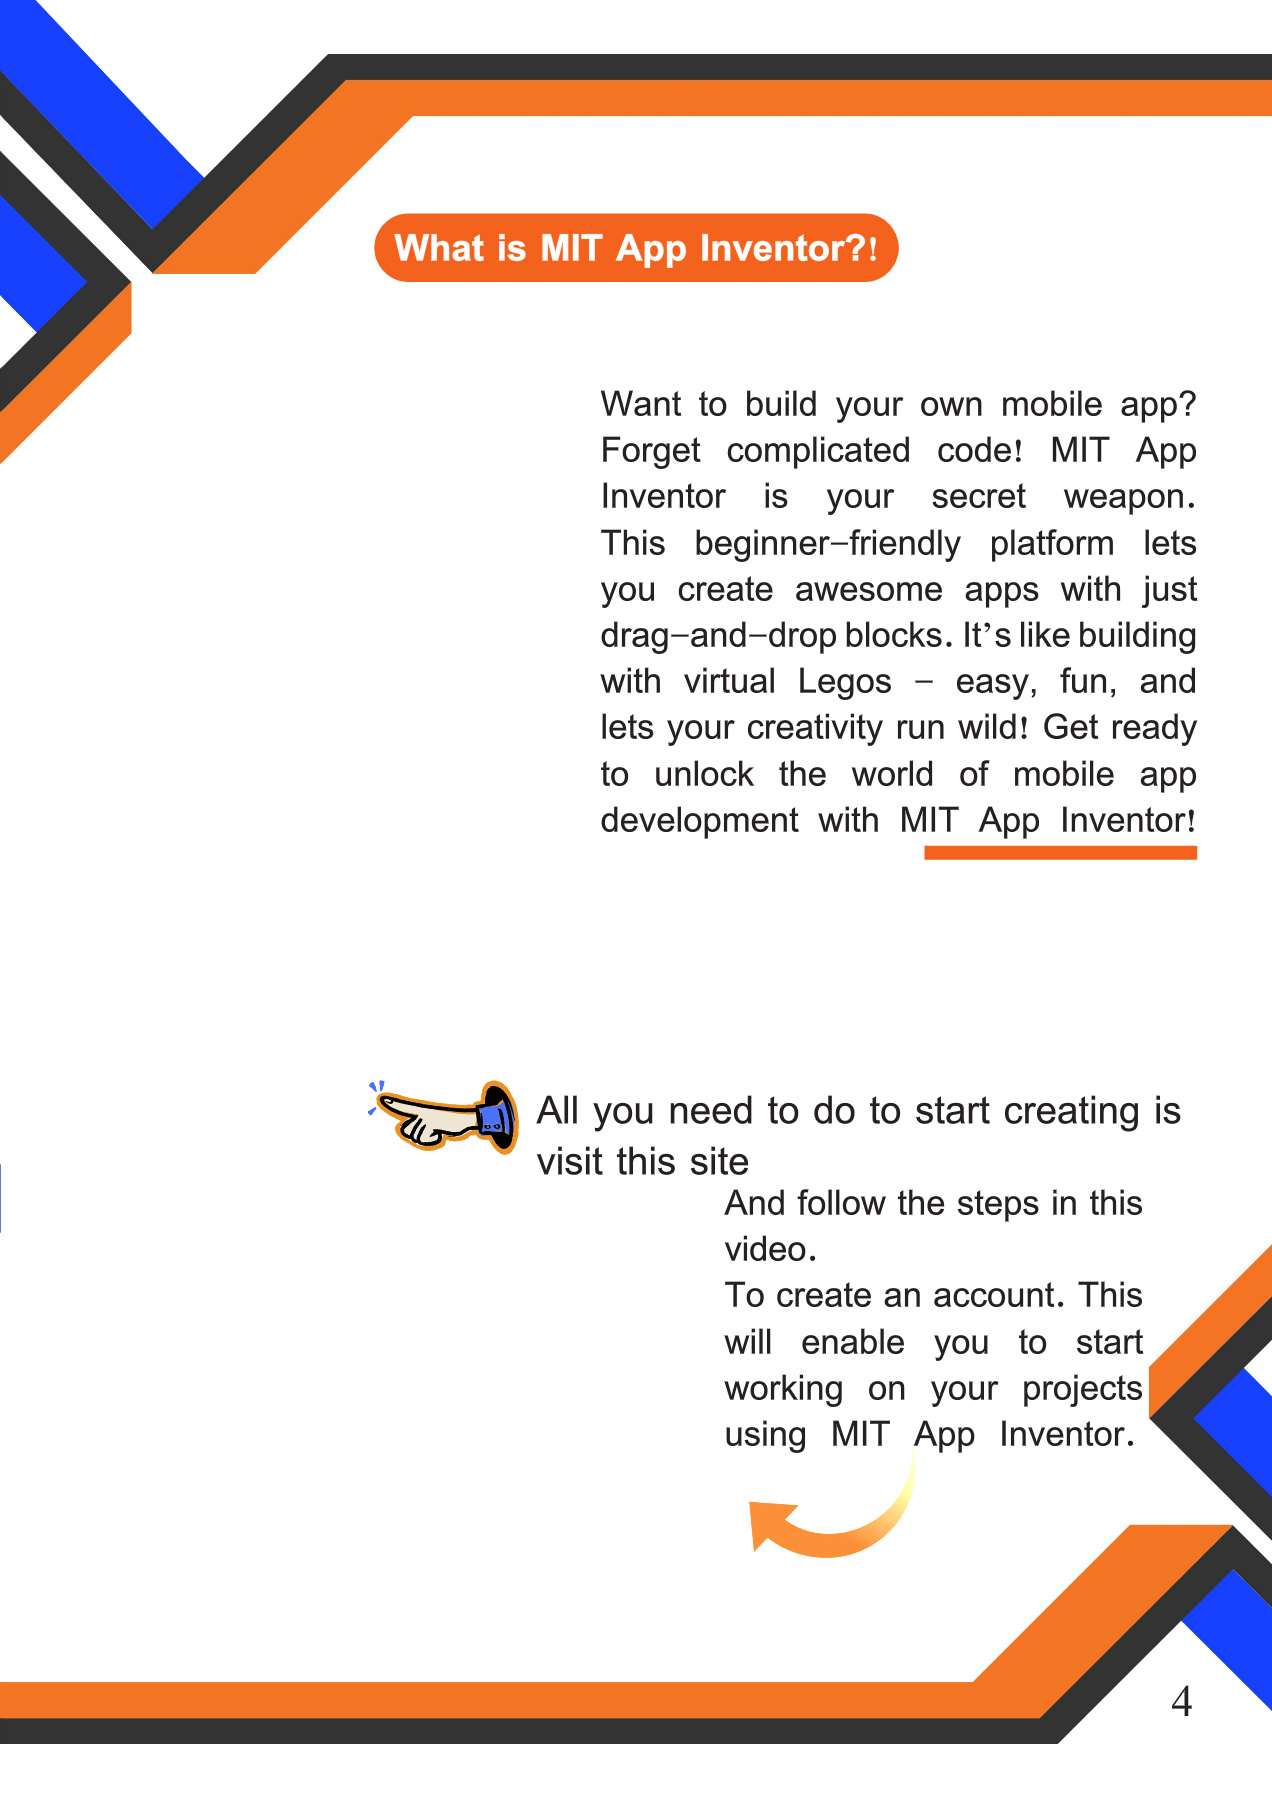 What is MIT App Inventor?!
Want to build your own mobile app?
Forget complicated code! MIT App
Inventor is your secret weapon.
This beginner-friendly platform lets
you create awesome apps with just
drag-and-drop blocks. It's like building
with virtual Legos - easy, fun, and
lets your creativity run wild! Get ready
to unlock the world of mobile app
development with MIT App Inventor!
All you need to do to start creating is
visit this site
And follow the steps in this
video.
To create an account. This
will enable you to start
working on your projects
using MIT App Inventor.
4